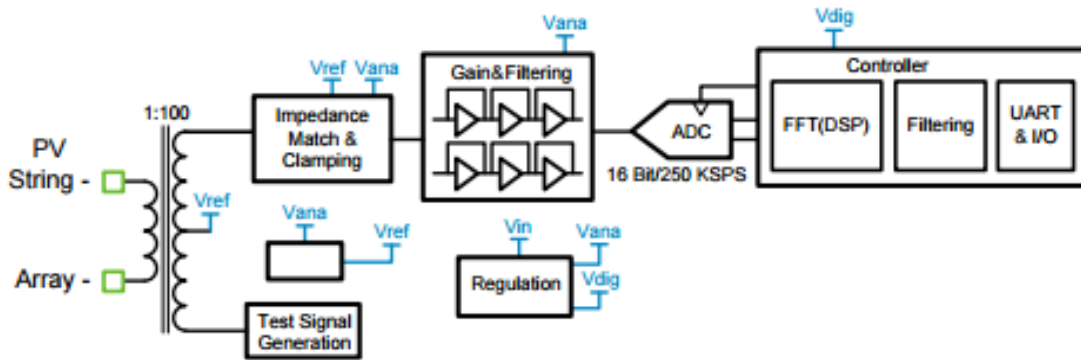 Vdig
Vana
Controller
Vref Vana
Gain&Filtering
1:100
Impedance
Match &
Clamping
ADC
FFT(DSP)
Filtering
UART
& I/O
PV
String -
16 Bit/250 KSPS
Vref
Vana
Vref
Vin
Vana
Regulation
Vdig
Array -
Test Signal
Generation